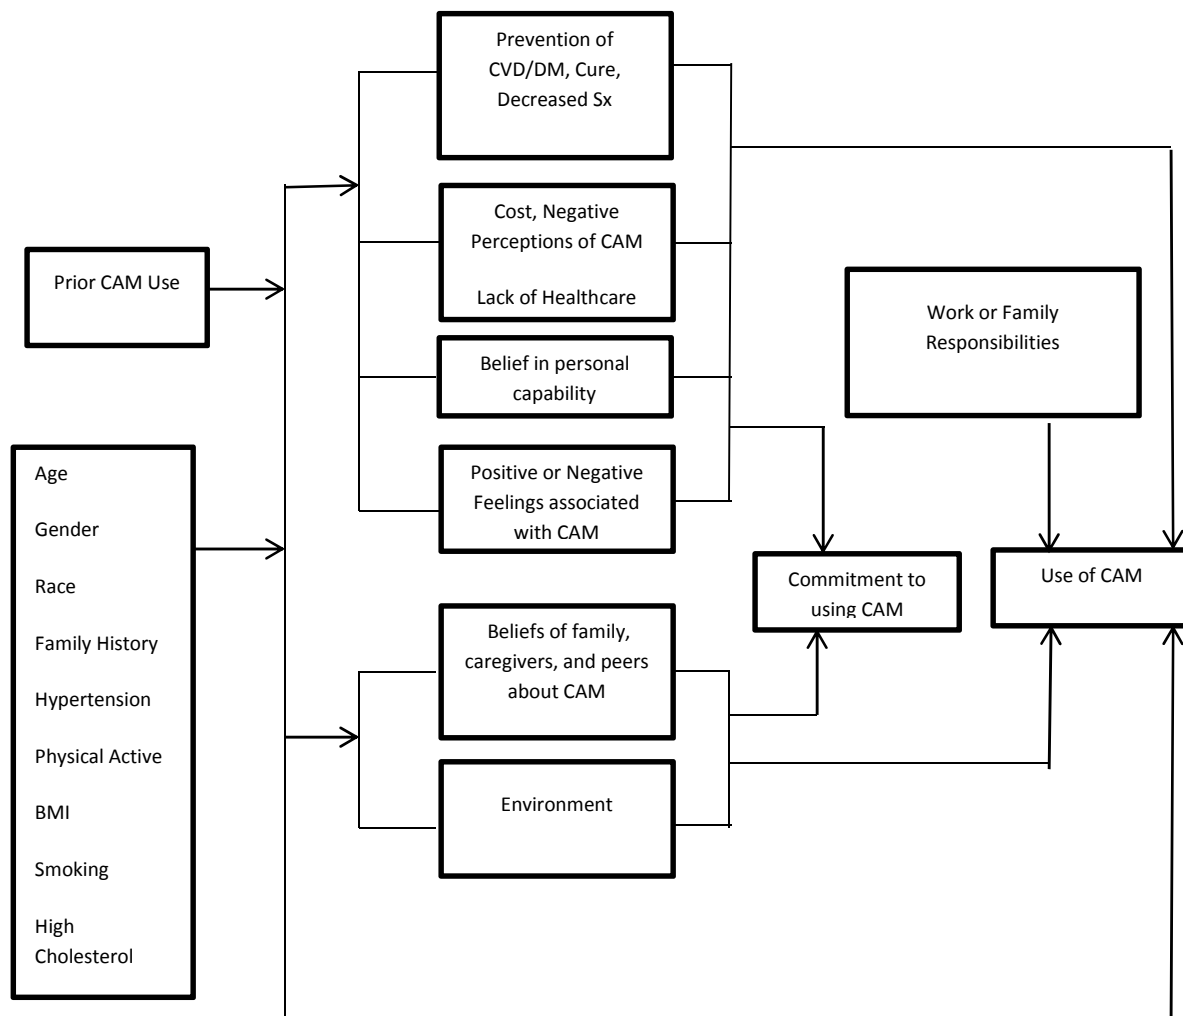 Prevention of
CVD/DM, Cure,
Decreased Sx
Cost, Negative
Perceptions of CAM
Lack of Healthcare
Prior CAM Use
Work or Family
Responsibilities
Belief in personal
capability
Age
Gender
Race
Family History
Hypertension
Physical Active
BMI
Smoking
High
Cholesterol
Positive or Negative
Feelings associated
with CAM
Commitment to
using CAM
Use of CAM
Beliefs of family,
caregivers, and peers
about CAM
Environment